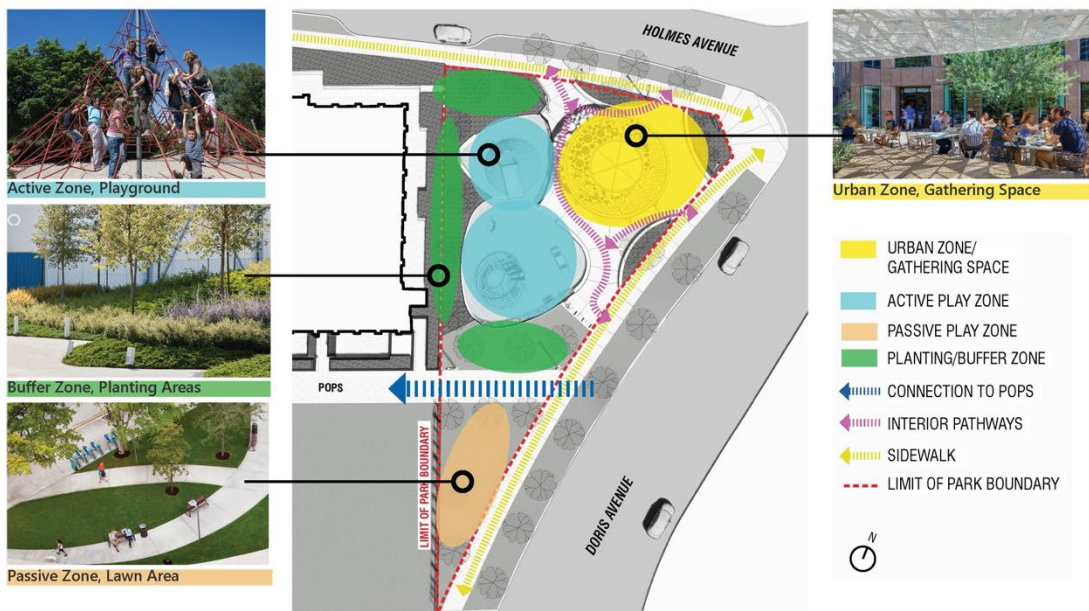 Active Zone, Playground
Buffer Zone, Planting Areas
Passive Zone, Lawn Area
HOLMES AVENUE
POPS
LIMIT OF PARK BOUNDARY
DORIS AVENUE
Urban Zone, Gathering Space
URBAN ZONE/
GATHERING SPACE
ACTIVE PLAY ZONE
PASSIVE PLAY ZONE
PLANTING/BUFFER ZONE
CONNECTION TO POPS
INTERIOR PATHWAYS
SIDEWALK
LIMIT OF PARK BOUNDARY
N